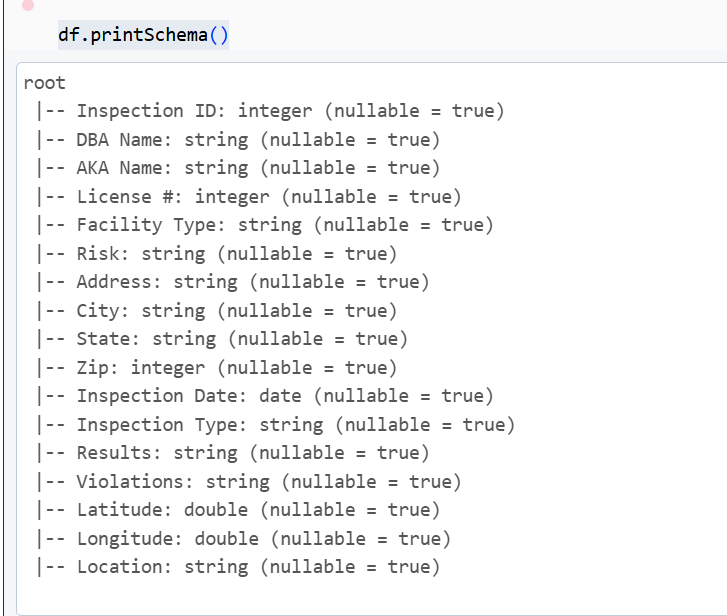 df.printSchema()
root
 |-- Inspection ID: integer (nullable = true)
 |-- DBA Name: string (nullable = true)
 |-- AKA Name: string (nullable = true)
 |-- License #: integer (nullable = true)
 |-- Facility Type: string (nullable = true)
 |-- Risk: string (nullable = true)
 |-- Address: string (nullable = true)
 |-- City: string (nullable = true)
 |-- State: string (nullable = true)
 |-- Zip: integer (nullable = true)
 |-- Inspection Date: date (nullable = true)
 |-- Inspection Type: string (nullable = true)
 |-- Results: string (nullable = true)
 |-- Violations: string (nullable = true)
 |-- Latitude: double (nullable = true)
 |-- Longitude: double (nullable = true)
 |-- Location: string (nullable = true)